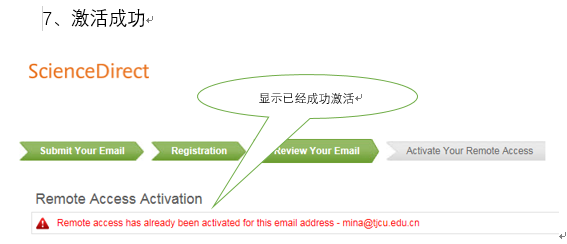 7、激活成功
ScienceDirect
显示已经成功激活
Submit Your Email
Registration
Review Your Email
Activate Your Remote Access
Remote Access Activation
Remote access has already been activated for this email address - mina@tjcu.edu.cn